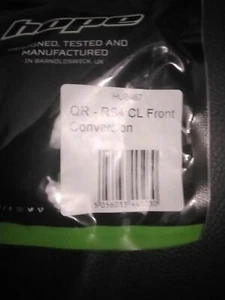 hope
DESIGNED, TESTED AND
MANUFACTURED
IN BARNOLDSWICK, UK
QR - RS4 CL Front
Conversion